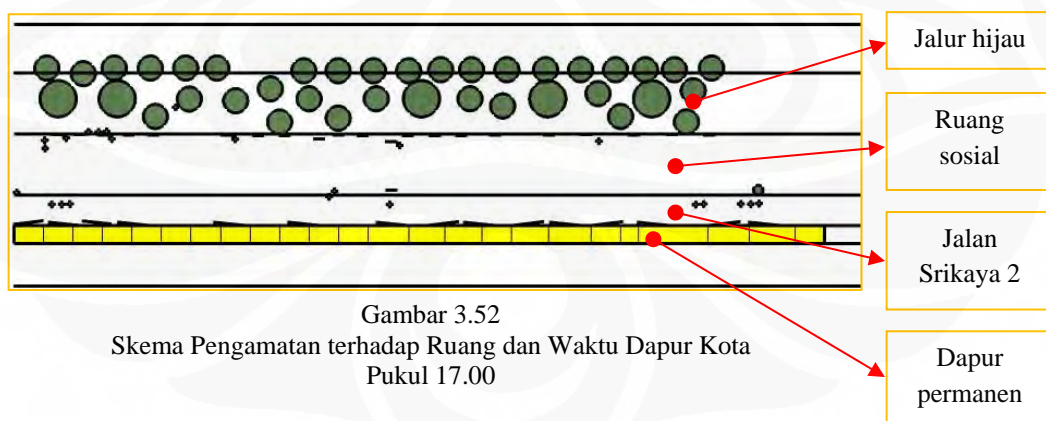 Jalur hijau
Ruang
sosial
Jalan
Srikaya 2
Dapur
permanen
Gambar 3.52
Skema Pengamatan terhadap Ruang dan Waktu Dapur Kota
Pukul 17.00